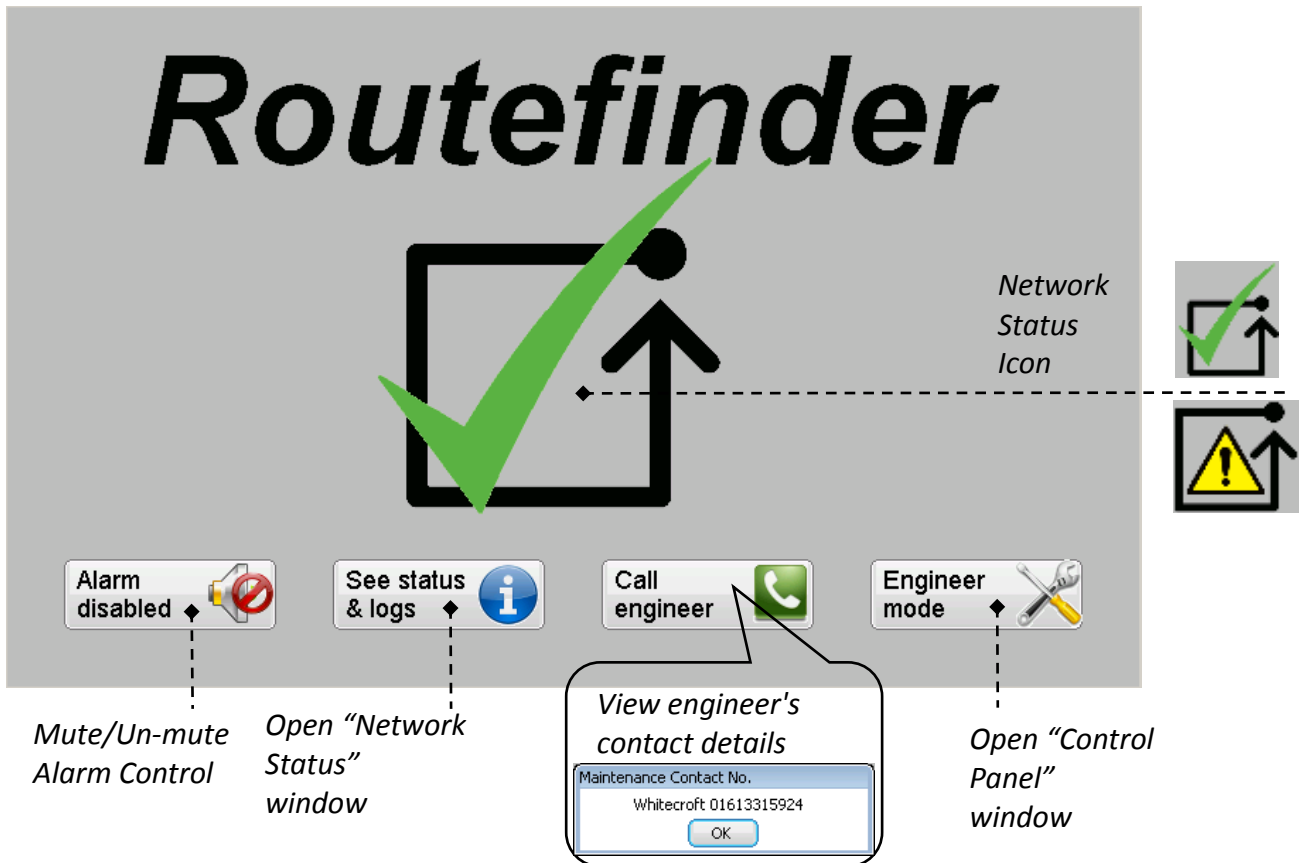 Routefinder
Network
Status
Icon
Alarm
disabled
See status
& logs
Call
engineer
Engineer
mode
Mute/Un-mute
Alarm Control
Open “Network
Status”
window
View engineer's
contact details
Maintenance Contact No.
Whitecroft 01613315924
OK
Open “Control
Panel”
window